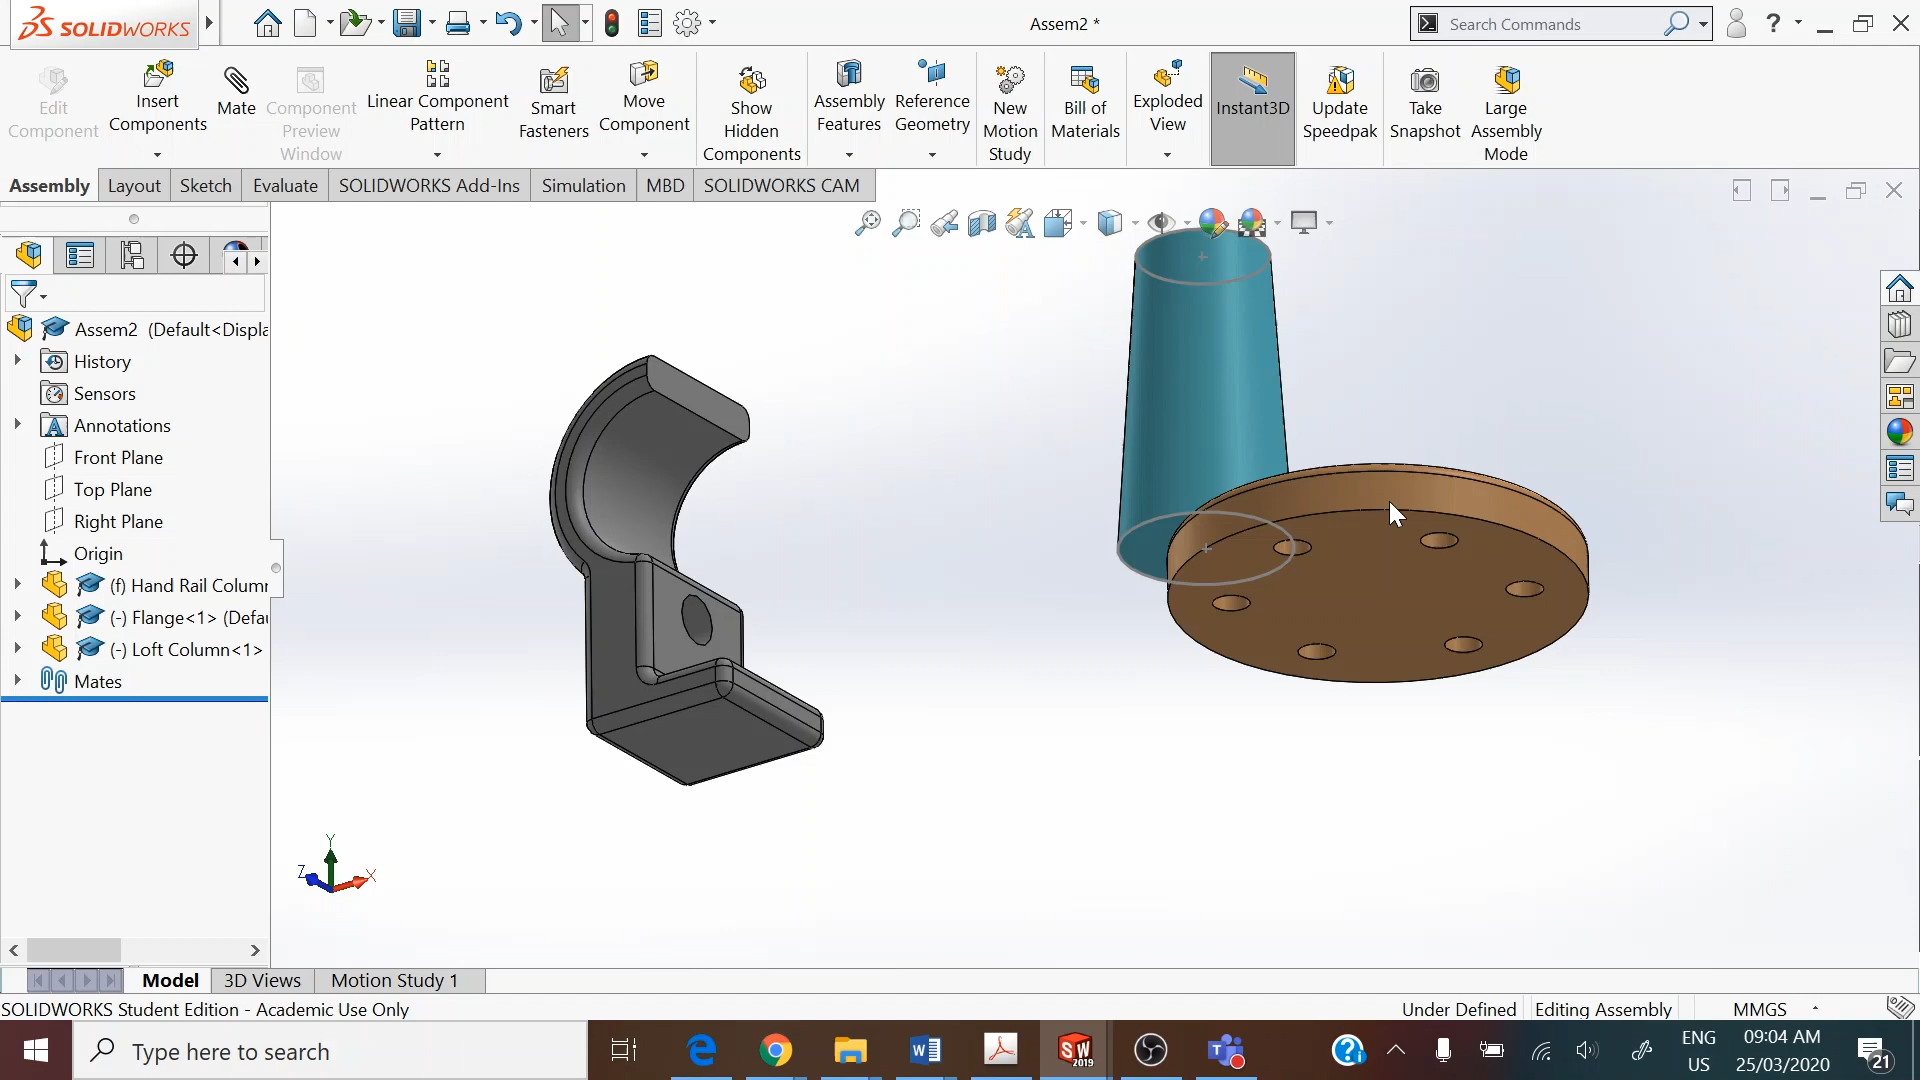 SOLIDWORKS
Assem2 *
Search Commands
?
Edit Component
Insert Components
Mate
Component Preview Window
Linear Component Pattern
Smart Fasteners
Move Component
Show Hidden Components
Assembly Features
Reference Geometry
New Motion Study
Bill of Materials
Exploded View
Instant3D
Update Speedpak
Take Snapshot
Large Assembly Mode
Assembly
Layout
Sketch
Evaluate
SOLIDWORKS Add-Ins
Simulation
MBD
SOLIDWORKS CAM
Assem2 (Default<Displa
History
Sensors
Annotations
Front Plane
Top Plane
Right Plane
Origin
(f) Hand Rail Column
(-) Flange<1> (Defau
(-) Loft Column<1>
Mates
Y
Z
X
Model
3D Views
Motion Study 1
SOLIDWORKS Student Edition - Academic Use Only
Under Defined
Editing Assembly
MMGS
Type here to search
SW 2019
ENG
US
09:04 AM
25/03/2020
21